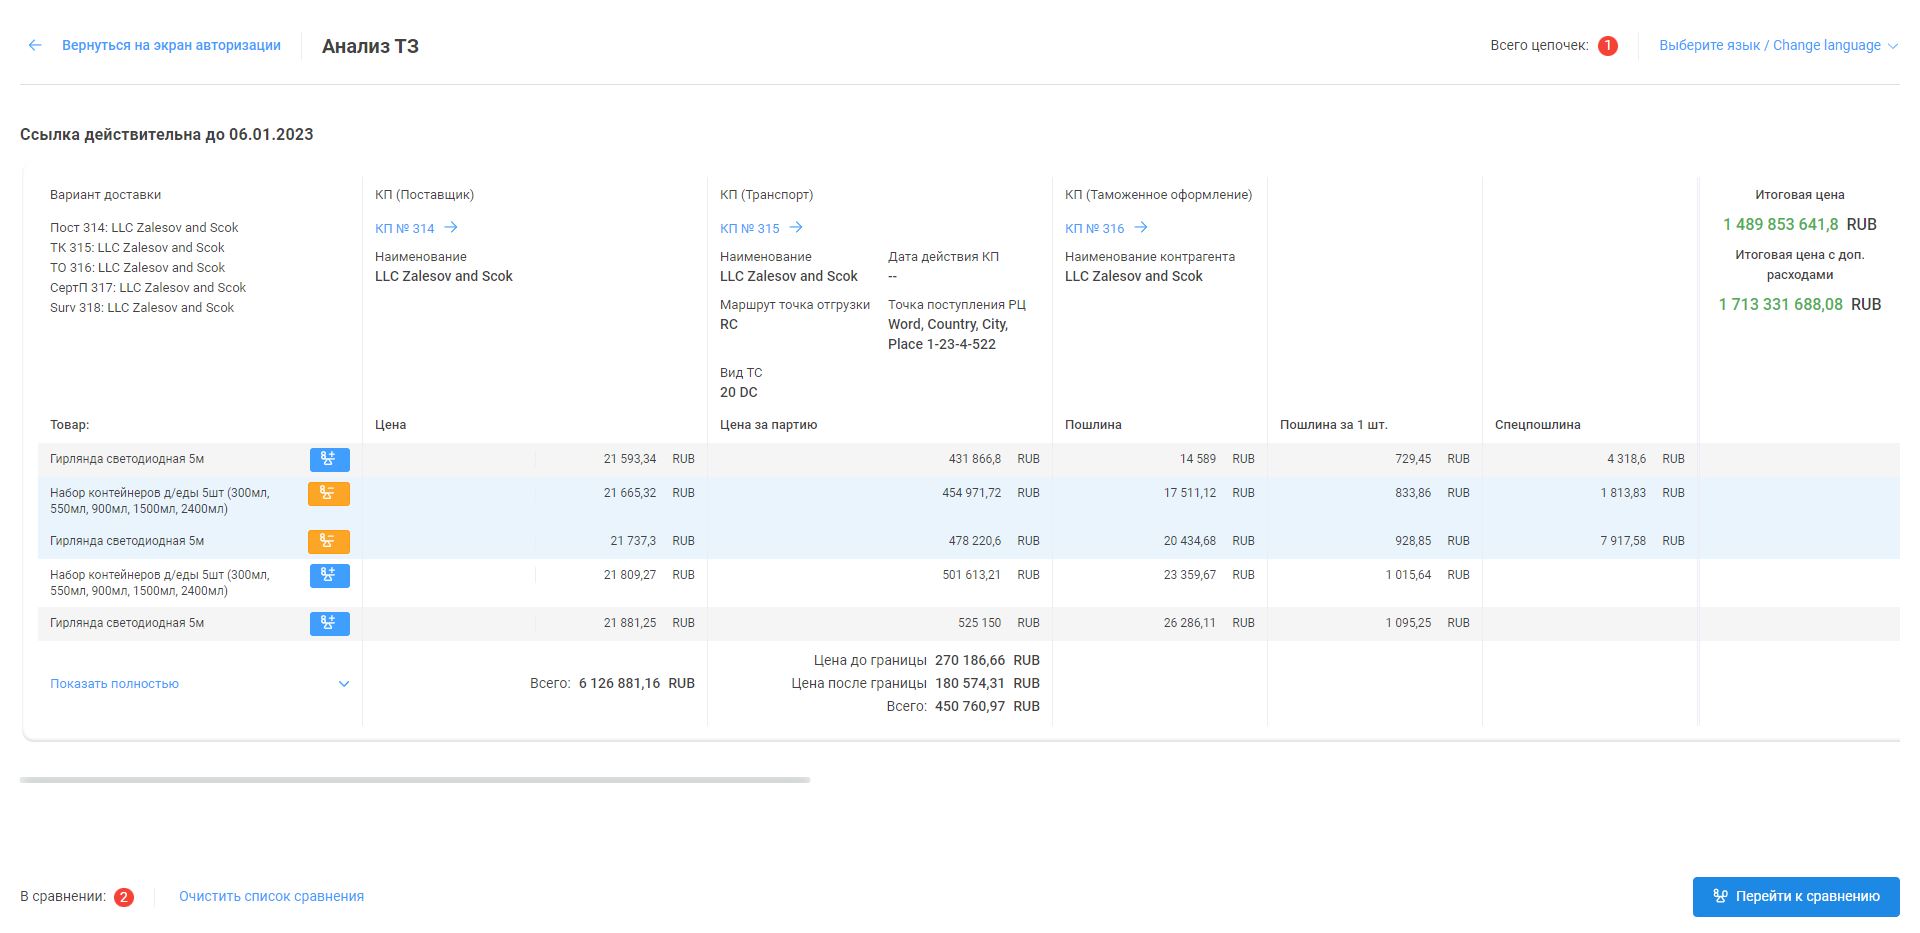 Вернуться на экран авторизации
Анализ ТЗ
Всего цепочек: 1
Выберите язык / Change language
Ссылка действительна до 06.01.2023
Вариант доставки
Пост 314: LLC Zalesov and Scok
ТК 315: LLC Zalesov and Scok
ТО 316: LLC Zalesov and Scok
СертП 317: LLC Zalesov and Scok
Surv 318: LLC Zalesov and Scok
КП (Поставщик)
КП № 314
Наименование
LLC Zalesov and Scok
КП (Транспорт)
КП № 315
Наименование
LLC Zalesov and Scok
Дата действия КП
--
Маршрут точка отгрузки
RC
Точка поступления РЦ
Word, Country, City,
Place 1-23-4-522
Вид ТС
20 DC
КП (Таможенное оформление)
КП № 316
Наименование контрагента
LLC Zalesov and Scok
Итоговая цена
1 489 853 641,8 RUB
Итоговая цена с доп.
расходами
1 713 331 688,08 RUB
Товар: Цена Цена за партию Пошлина Пошлина за 1 шт. Спецпошлина
Гирлянда светодиодная 5м 21 593,34 RUB 431 866,8 RUB 14 589 RUB 729,45 RUB 4 318,6 RUB
Набор контейнеров д/еды 5шт (300мл, 21 665,32 RUB 454 971,72 RUB 17 511,12 RUB 833,86 RUB 1 813,83 RUB
550мл, 900мл, 1500мл, 2400мл)
Гирлянда светодиодная 5м 21 737,3 RUB 478 220,6 RUB 20 434,68 RUB 928,85 RUB 7 917,58 RUB
Набор контейнеров д/еды 5шт (300мл, 21 809,27 RUB 501 613,21 RUB 23 359,67 RUB 1 015,64 RUB
550мл, 900мл, 1500мл, 2400мл)
Гирлянда светодиодная 5м 21 881,25 RUB 525 150 RUB 26 286,11 RUB 1 095,25 RUB
Показать полностью
Всего: 6 126 881,16 RUB
Цена до границы 270 186,66 RUB
Цена после границы 180 574,31 RUB
Всего: 450 760,97 RUB
В сравнении: 2
Очистить список сравнения
Перейти к сравнению